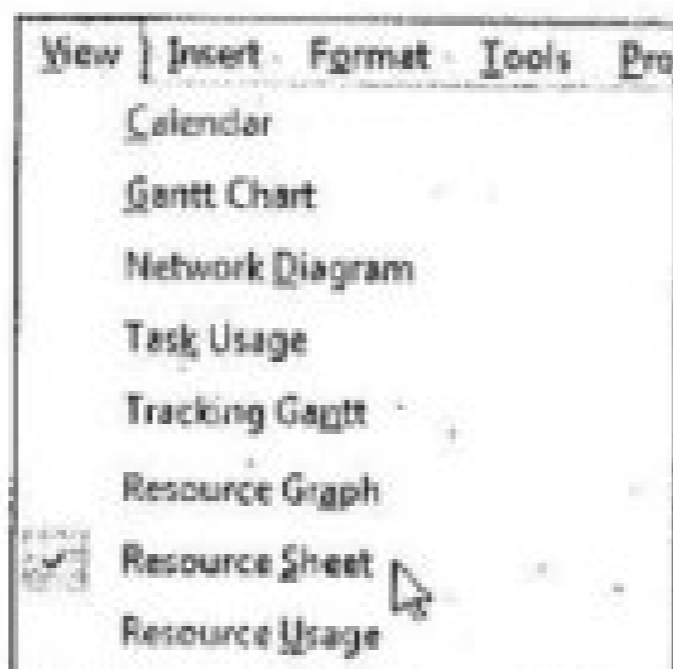 View Insert Format Tools Pro
Calendar
Gantt Chart
Network Diagram
Task Usage
Tracking Gantt
Resource Graph
Resource Sheet
Resource Usage